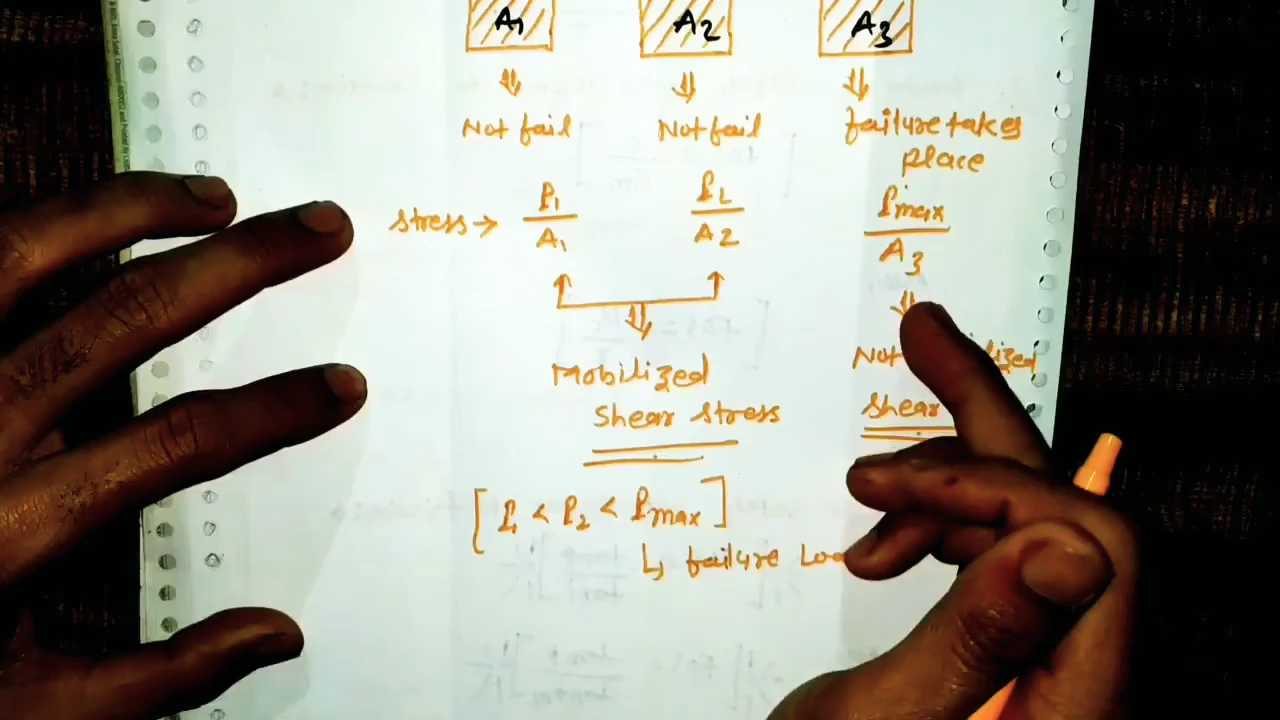 A1 A2 A3
Not fail Not fail failure takes
place
stress → P1/A1 P2/A2 Pmax/A3
Mobilized Not
shear stress shear
[P1 < P2 < Pmax]
↳ failure